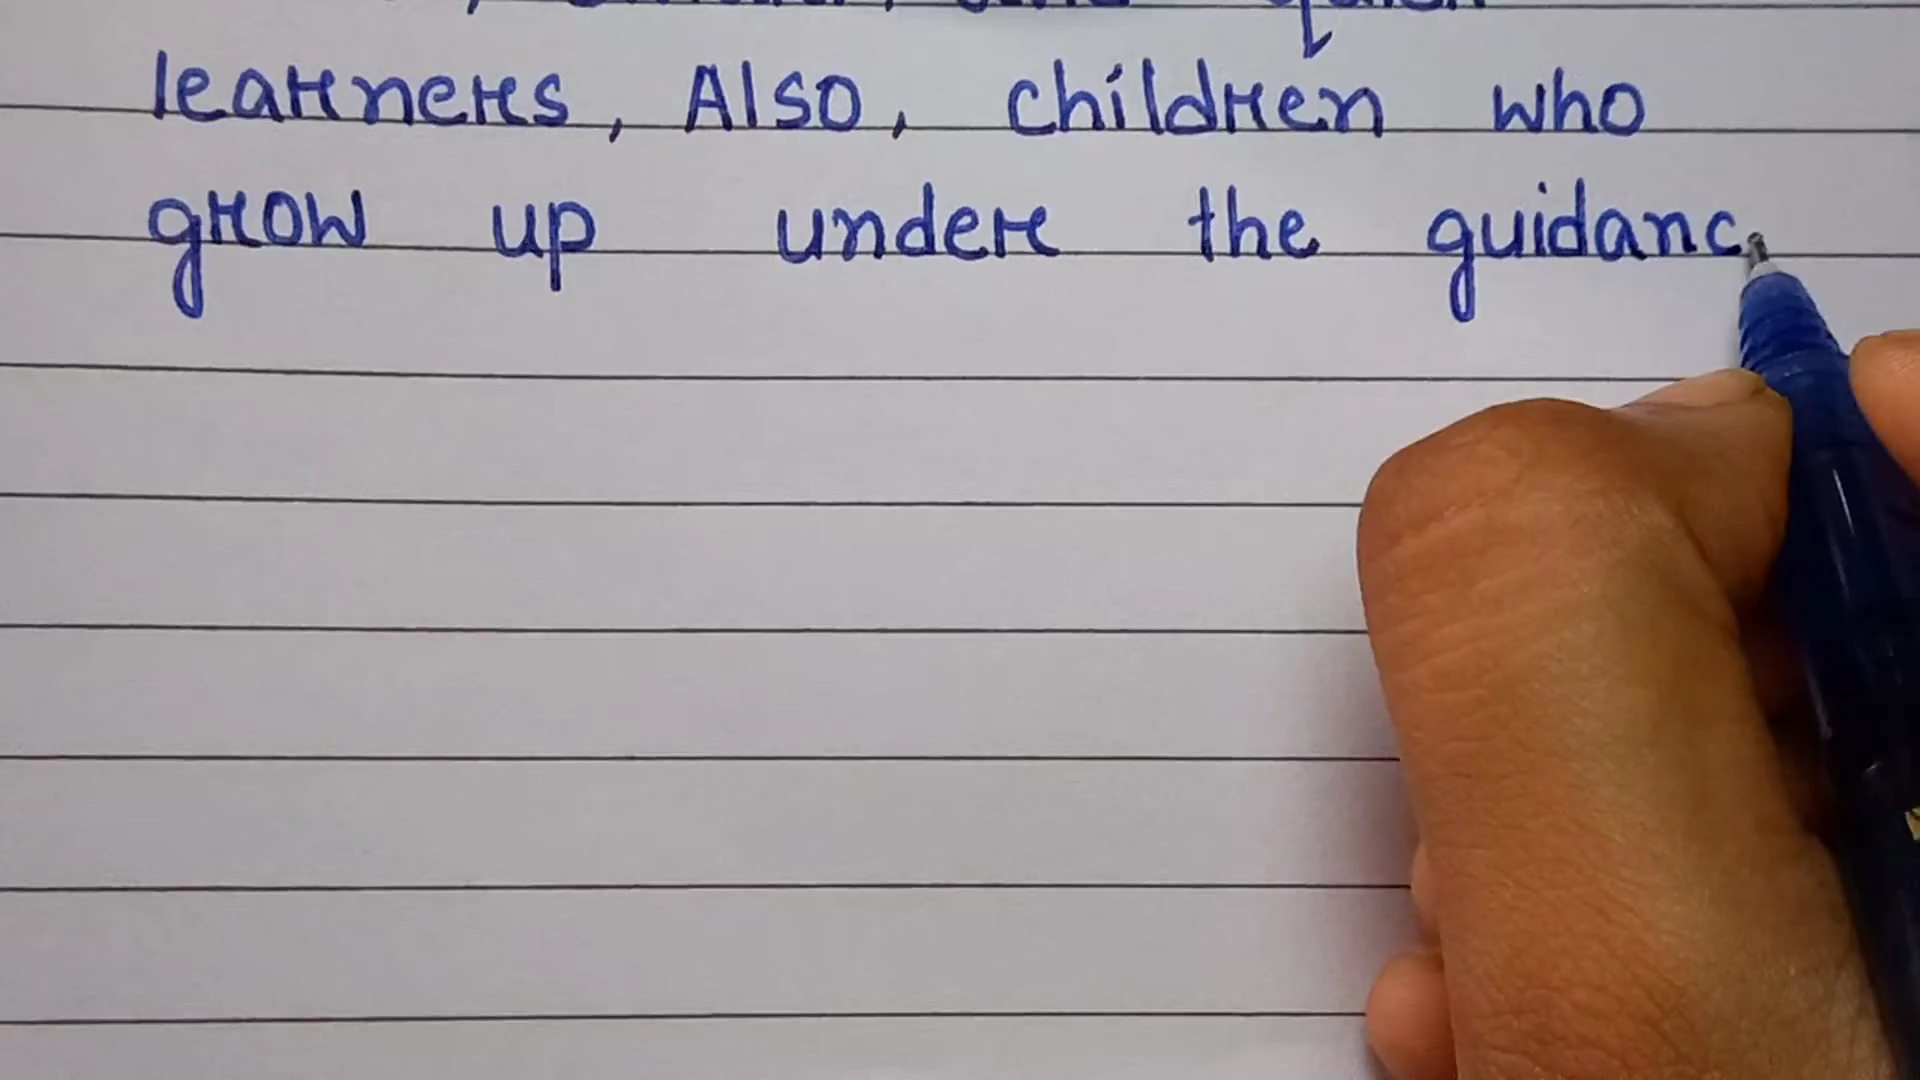 learners, Also, children who
grow up under the guidanc